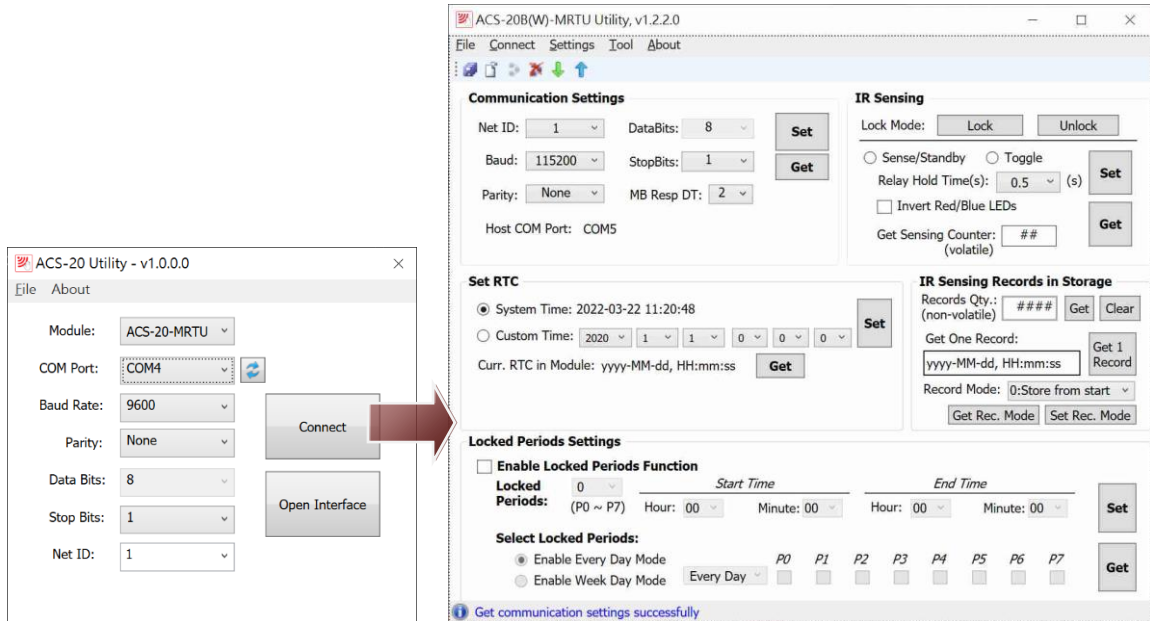 ACS-20 Utility - v1.0.0.0
File About
Module: ACS-20-MRTU
COM Port: COM4
Baud Rate: 9600
Parity: None
Data Bits: 8
Stop Bits: 1
Net ID: 1
Connect
Open Interface
ACS-20B(W)-MRTU Utility, v1.2.2.0
File Connect Settings Tool About
Communication Settings
Net ID: 1 DataBits: 8 Set
Baud: 115200 StopBits: 1 Get
Parity: None MB Resp DT: 2
Host COM Port: COM5
IR Sensing
Lock Mode: Lock Unlock
Sense/Standby Toggle
Relay Hold Time(s): 0.5 (s) Set
Invert Red/Blue LEDs
Get Sensing Counter: ## Get
(volatile)
Set RTC
System Time: 2022-03-22 11:20:48
Custom Time: 2020 1 1 0 0 0 Set
Curr. RTC in Module: yyyy-MM-dd, HH:mm:ss Get
IR Sensing Records in Storage
Records Qty.: #### Get Clear
(non-volatile)
Get One Record:
yyyy-MM-dd, HH:mm:ss Get 1
Record
Record Mode: 0:Store from start
Get Rec. Mode Set Rec. Mode
Locked Periods Settings
Enable Locked Periods Function
Locked 0 Start Time End Time
Periods: (P0 ~ P7) Hour: 00 Minute: 00 Hour: 00 Minute: 00 Set
Select Locked Periods:
Enable Every Day Mode P0 P1 P2 P3 P4 P5 P6 P7
Enable Week Day Mode Every Day Get
Get communication settings successfully